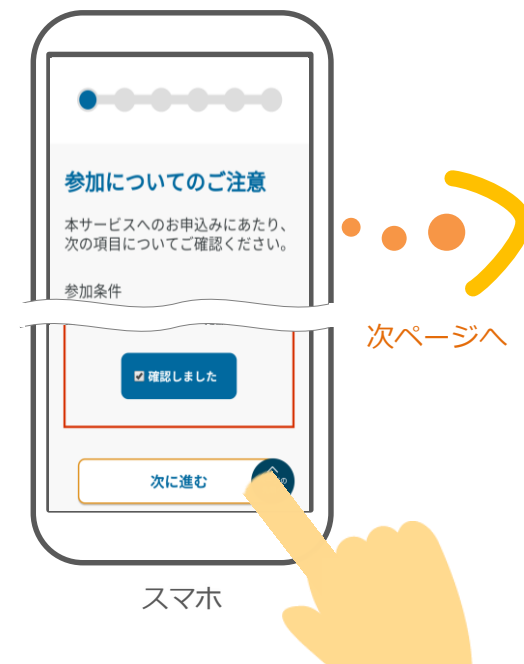 参加についてのご注意
本サービスへのお申込みにあたり、
次の項目についてご確認ください。
参加条件
確認しました
次に進む
の
次ページへ
スマホ